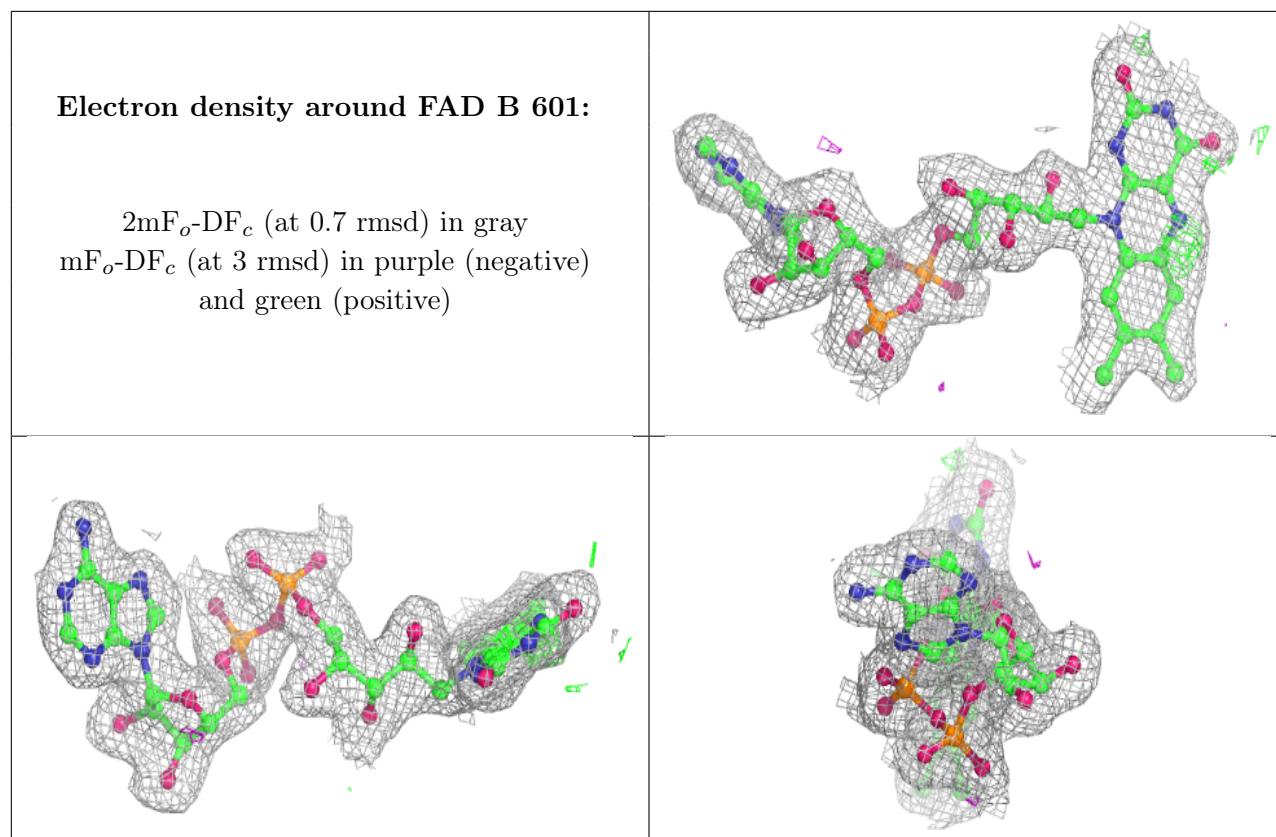 Electron density around FAD B 601:
2mFₒ-DF𝒸 (at 0.7 rmsd) in gray
mFₒ-DF𝒸 (at 3 rmsd) in purple (negative)
and green (positive)